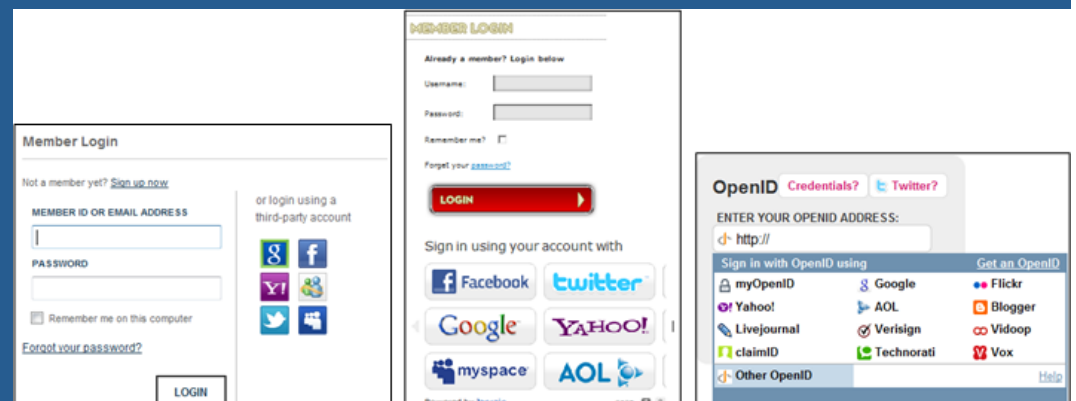 Member Login
Not a member yet? Sign up now
MEMBER ID OR EMAIL ADDRESS
PASSWORD
Remember me on this computer
Forgot your password?
LOGIN
or login using a
third-party account
8 f
Y!
MEMBER LOGIN
Already a member? Login below
Username:
Password:
Remember me?
Forget your password?
LOGIN
Sign in using your account with
f Facebook twitter
Google YAHOO!
myspace AOL
Powered by
OpenID Credentials? t Twitter?
ENTER YOUR OPENID ADDRESS:
http://
Sign in with OpenID using Get an OpenID
myOpenID 8 Google Flickr
Y! Yahoo! AOL Blogger
Livejournal Verisign Vidoop
claimID Technorati Vox
Other OpenID Help